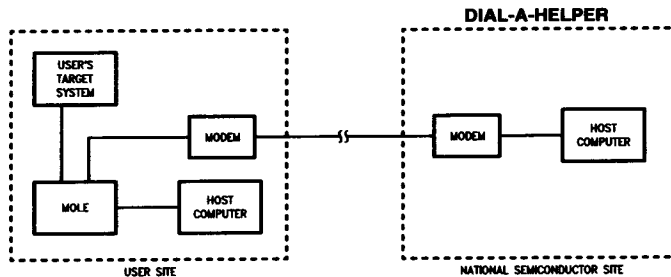 DIAL-A-HELPER
USER'S
TARGET
SYSTEM
MODEM
MOLE
HOST
COMPUTER
USER SITE
MODEM
HOST
COMPUTER
NATIONAL SEMICONDUCTOR SITE